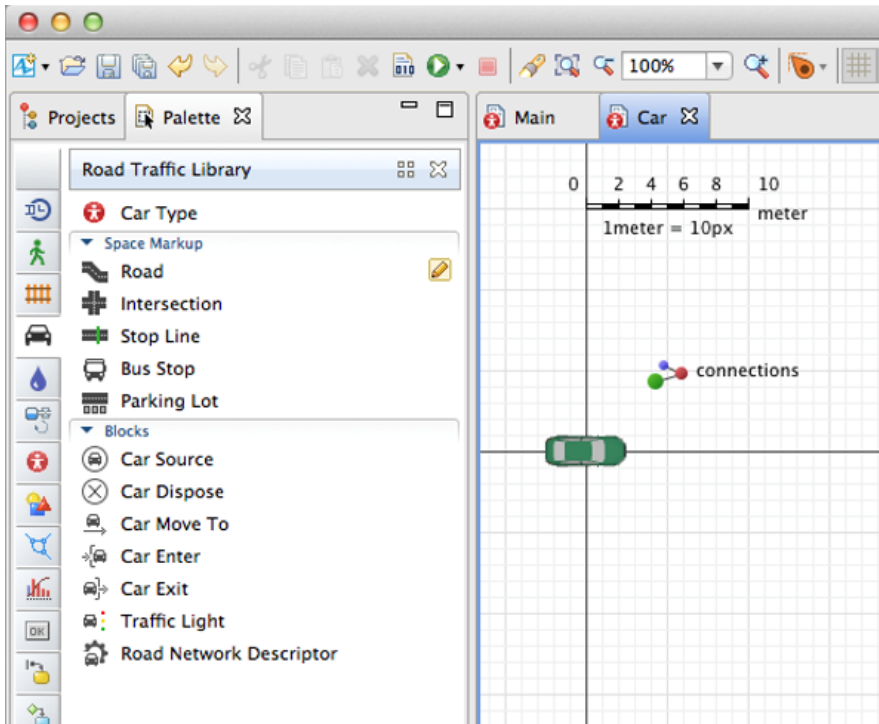 010
100%
Projects
Palette
Main
Car
Road Traffic Library
Car Type
Space Markup
Road
Intersection
Stop Line
Bus Stop
Parking Lot
Blocks
Car Source
Car Dispose
Car Move To
Car Enter
Car Exit
Traffic Light
Road Network Descriptor
OK
0 2 4 6 8 10
meter
1meter = 10px
connections